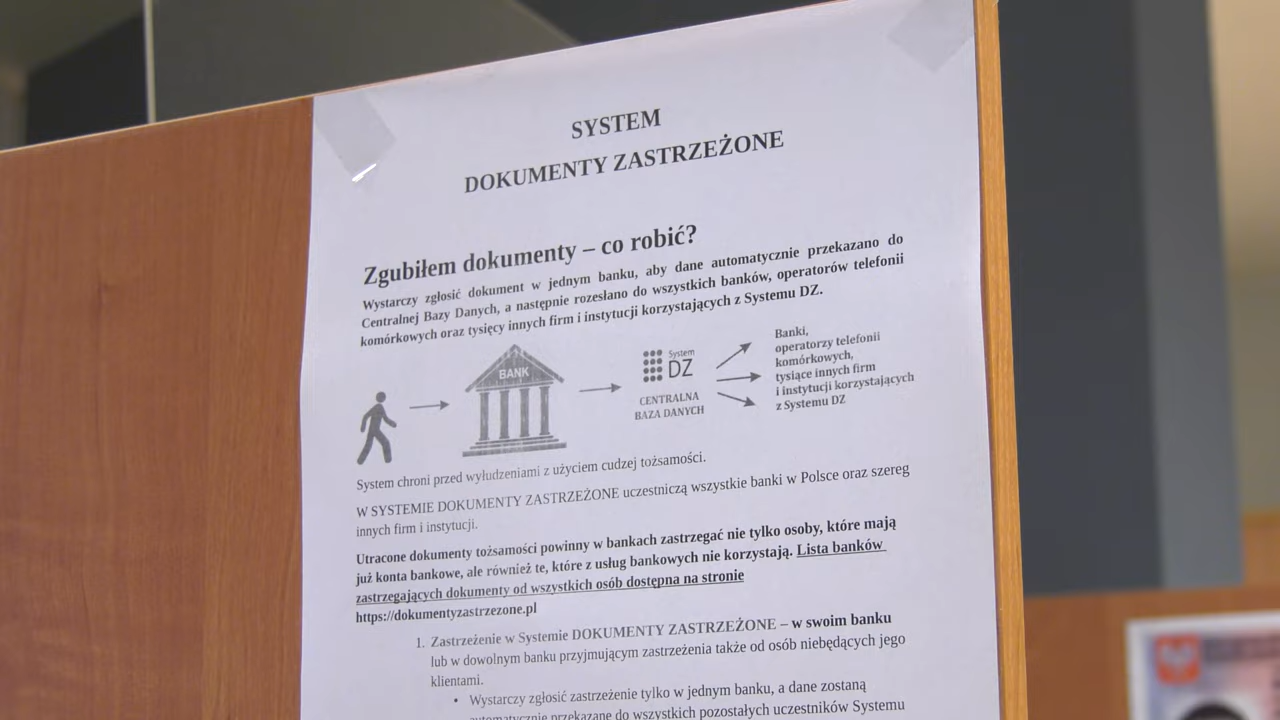 SYSTEM
DOKUMENTY ZASTRZEŻONE
Zgubiłem dokumenty – co robić?
Wystarczy zgłosić dokument w jednym banku, aby dane automatycznie przekazano do
Centralnej Bazy Danych, a następnie rozesłano do wszystkich banków, operatorów telefonii
komórkowych oraz tysięcy innych firm i instytucji korzystających z Systemu DZ.
BANK
System
DZ
CENTRALNA
BAZA DANYCH
Banki,
operatorzy telefonii
komórkowych,
tysiące innych firm
i instytucji korzystających
z Systemu DZ
System chroni przed wyłudzeniami z użyciem cudzej tożsamości.
W SYSTEMIE DOKUMENTY ZASTRZEŻONE uczestniczą wszystkie banki w Polsce oraz szereg
innych firm i instytucji.
Utracone dokumenty tożsamości powinny w bankach zastrzegać nie tylko osoby, które mają
już konta bankowe, ale również te, które z usług bankowych nie korzystają. Lista banków
zastrzegających dokumenty od wszystkich osób dostępna na stronie
https://dokumentyzastrzezone.pl
1. Zastrzeżenie w Systemie DOKUMENTY ZASTRZEŻONE – w swoim banku
lub w dowolnym banku przyjmującym zastrzeżenia także od osób niebędących jego
klientami.
• Wystarczy zgłosić zastrzeżenie tylko w jednym banku, a dane zostaną
automatycznie przekazane do wszystkich pozostałych uczestników Systemu